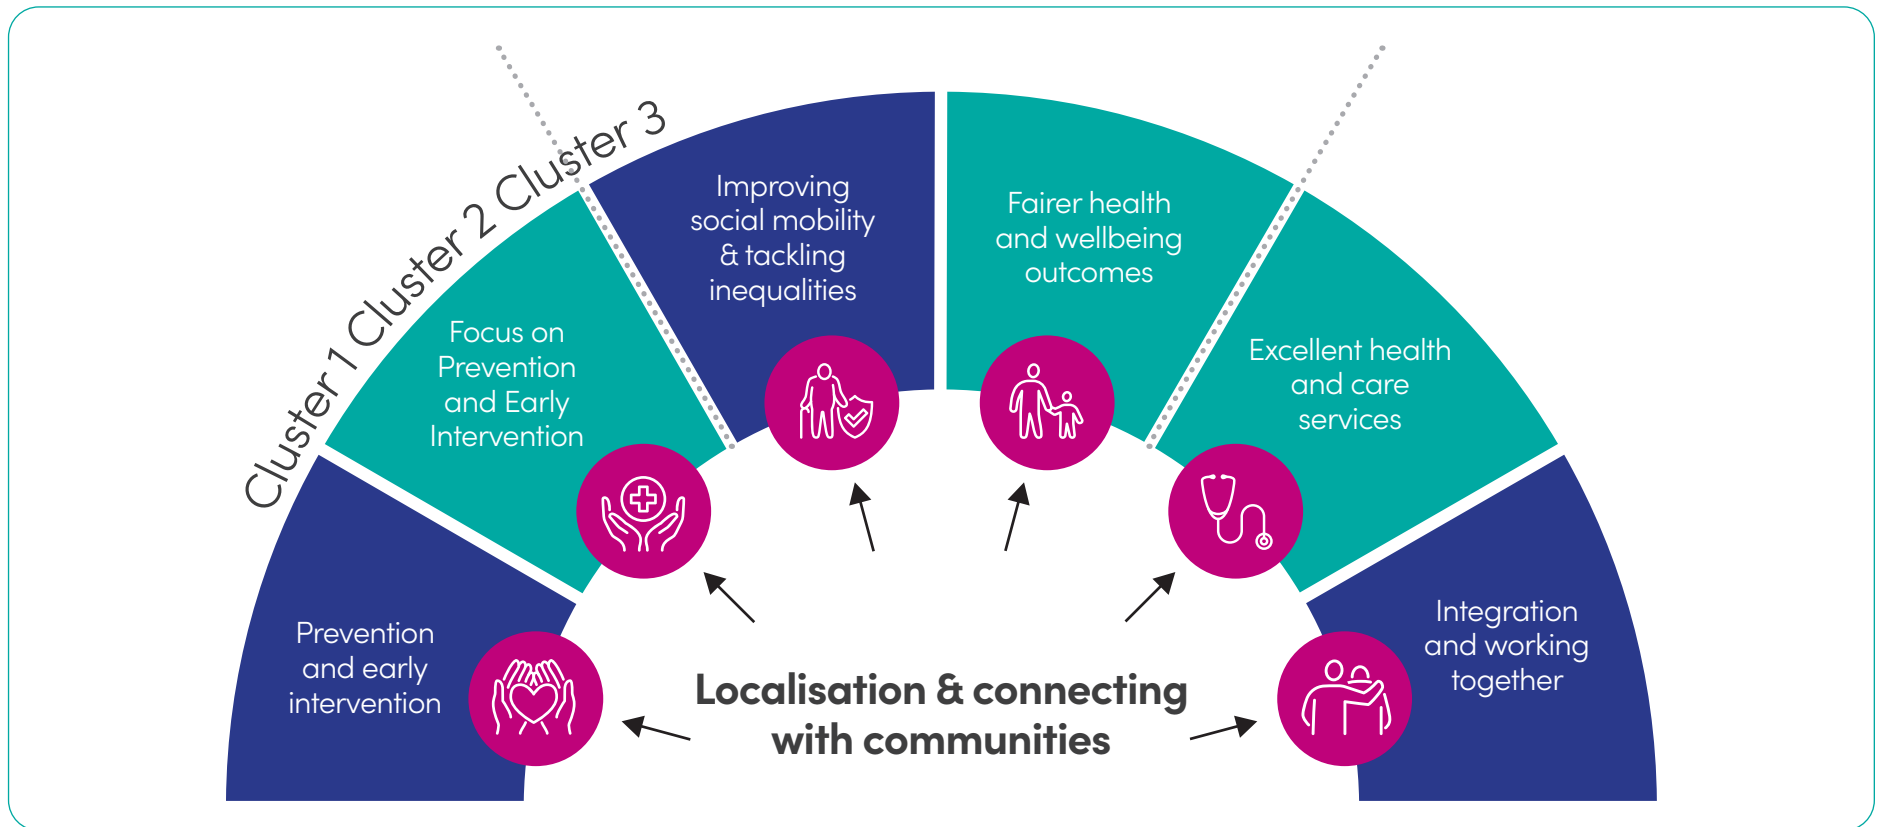 Cluster 1 Cluster 2 Cluster 3
Prevention
and early
intervention
Focus on
Prevention
and Early
Intervention
Improving
social mobility
& tackling
inequalities
Fairer health
and wellbeing
outcomes
Excellent health
and care
services
Integration
and working
together
Localisation & connecting
with communities